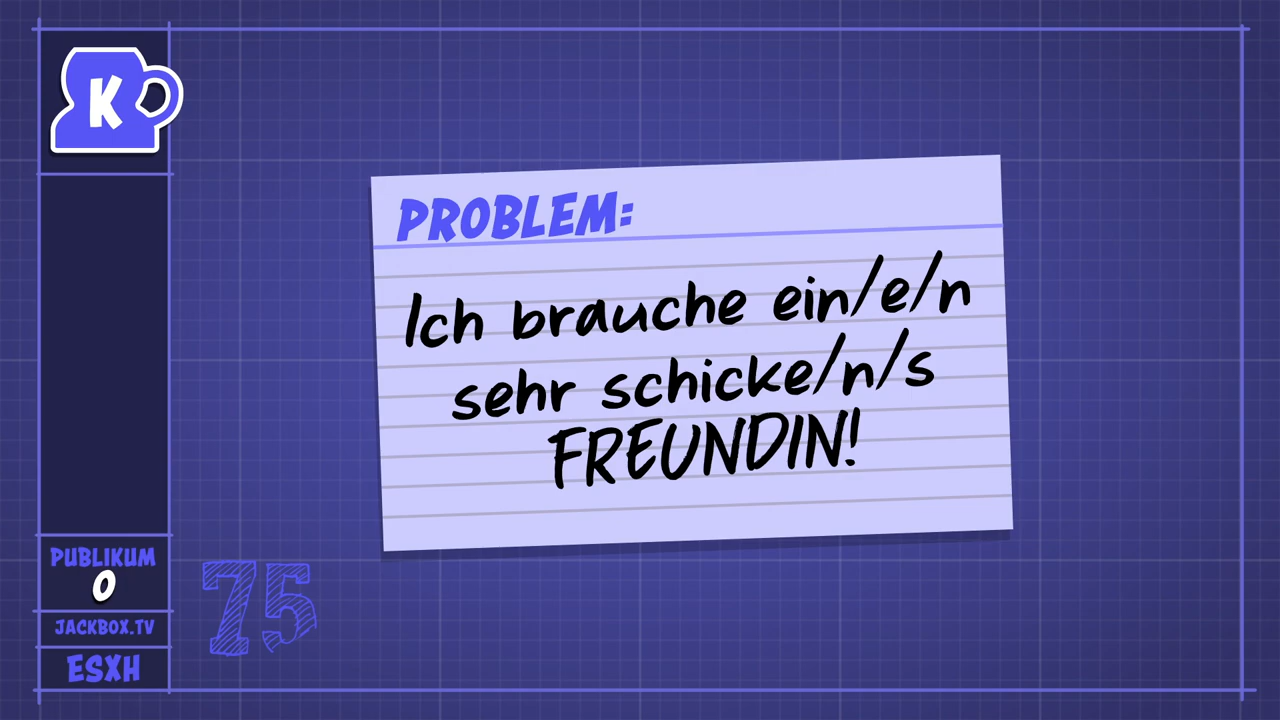 K
PROBLEM:
Ich brauche ein/e/n
sehr schicke/n/s
FREUNDIN!
PUBLIKUM
0
75
JACKBOX.TV
ESXH